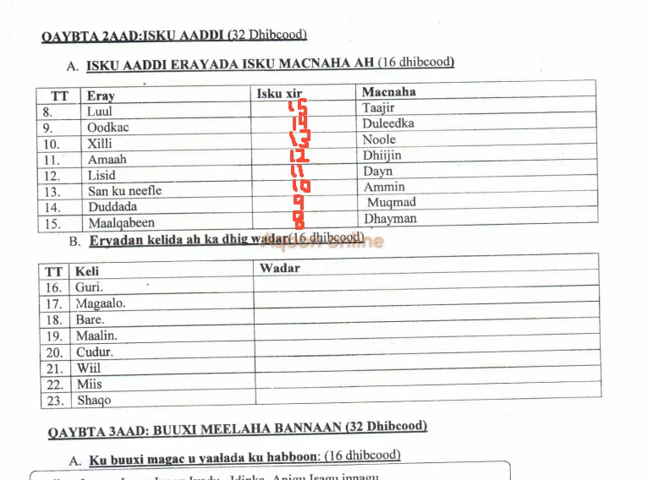 QAYBTA 2AAD:ISKU AADDI (32 Dhibcood)
A. ISKU AADDI ERAYADA ISKU MACNAHA AH (16 dhibcood)
TT Eray Isku xir Macnaha
8. Luul 15 Taajir
9. Oodkac 14 Duleedka
10. Xilli 13 Noole
11. Amaah 12 Dhiijin
12. Lisid 11 Dayn
13. San ku neefle 10 Ammin
14. Duddada 9 Muqmad
15. Maalqabeen 8 Dhayman
B. Eryadan kelida ah ka dhig wadar(16 dhibcood)
TT Keli Wadar
16. Guri.
17. Magaalo.
18. Bare.
19. Maalin.
20. Cudur.
21. Wiil
22. Miis
23. Shaqo
QAYBTA 3AAD: BUUXI MEELAHA BANNAAN (32 Dhibcood)
A. Ku buuxi magac u yaalada ku habboon: (16 dhibcood)
Idinka, Anigu Isagu innagu